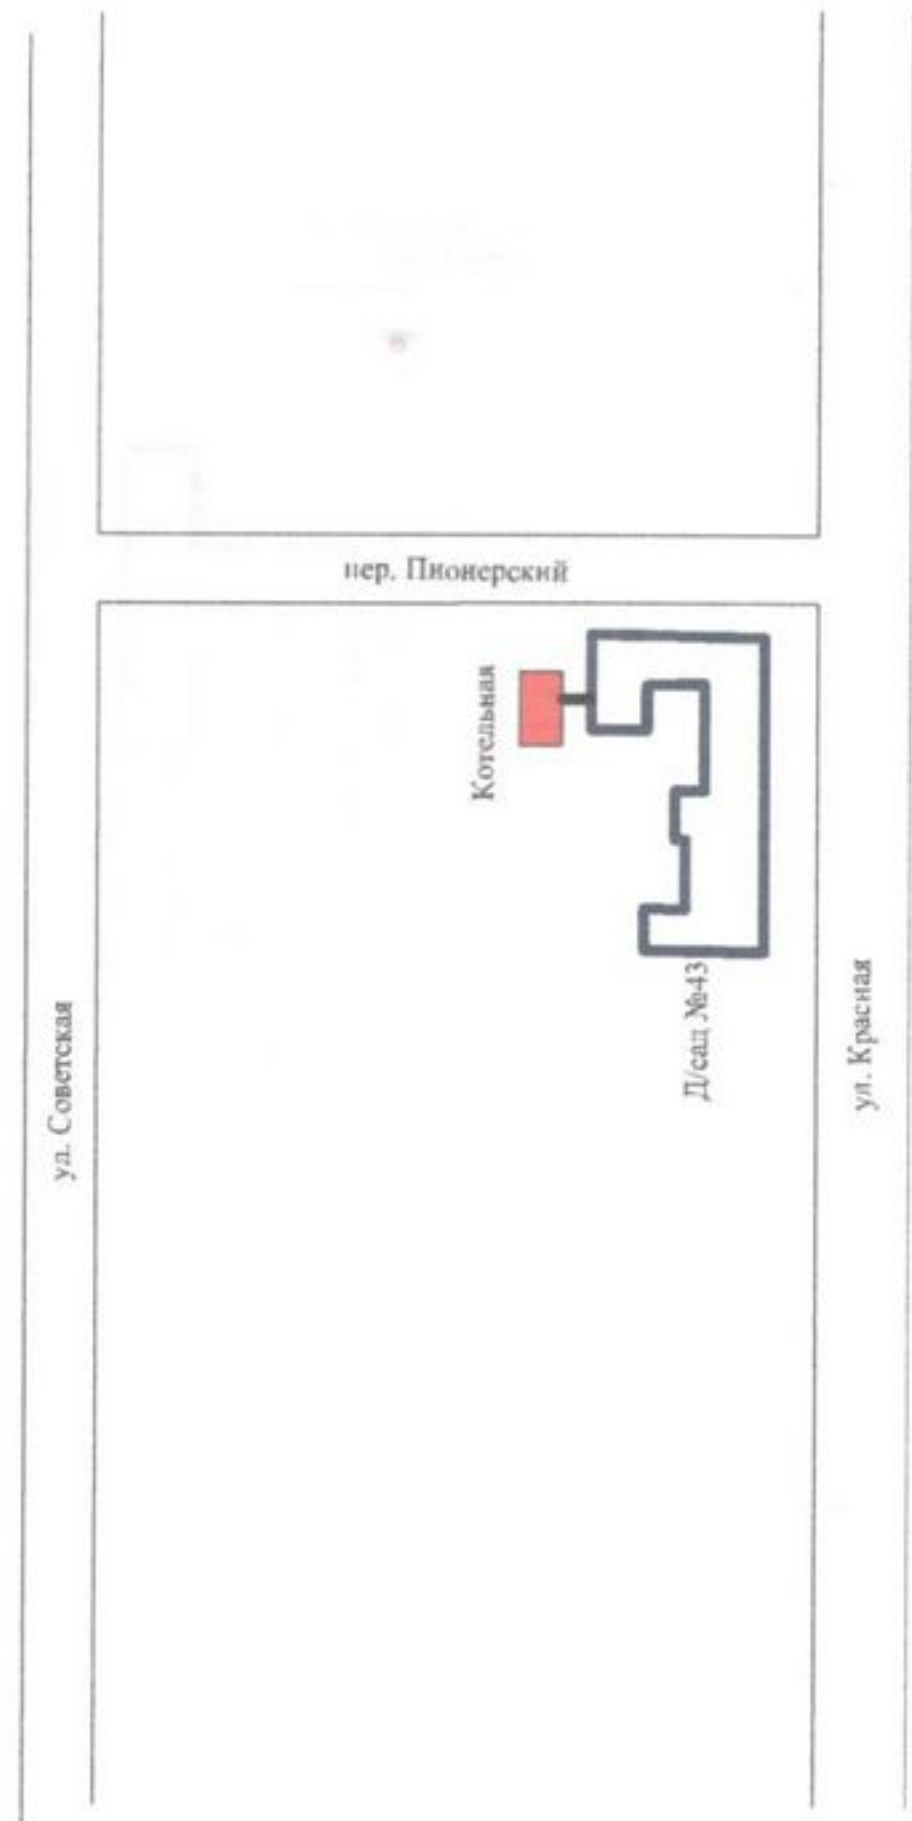 пер. Пионерский
Котельная
Д/сад №43
ул. Советская
ул. Красная